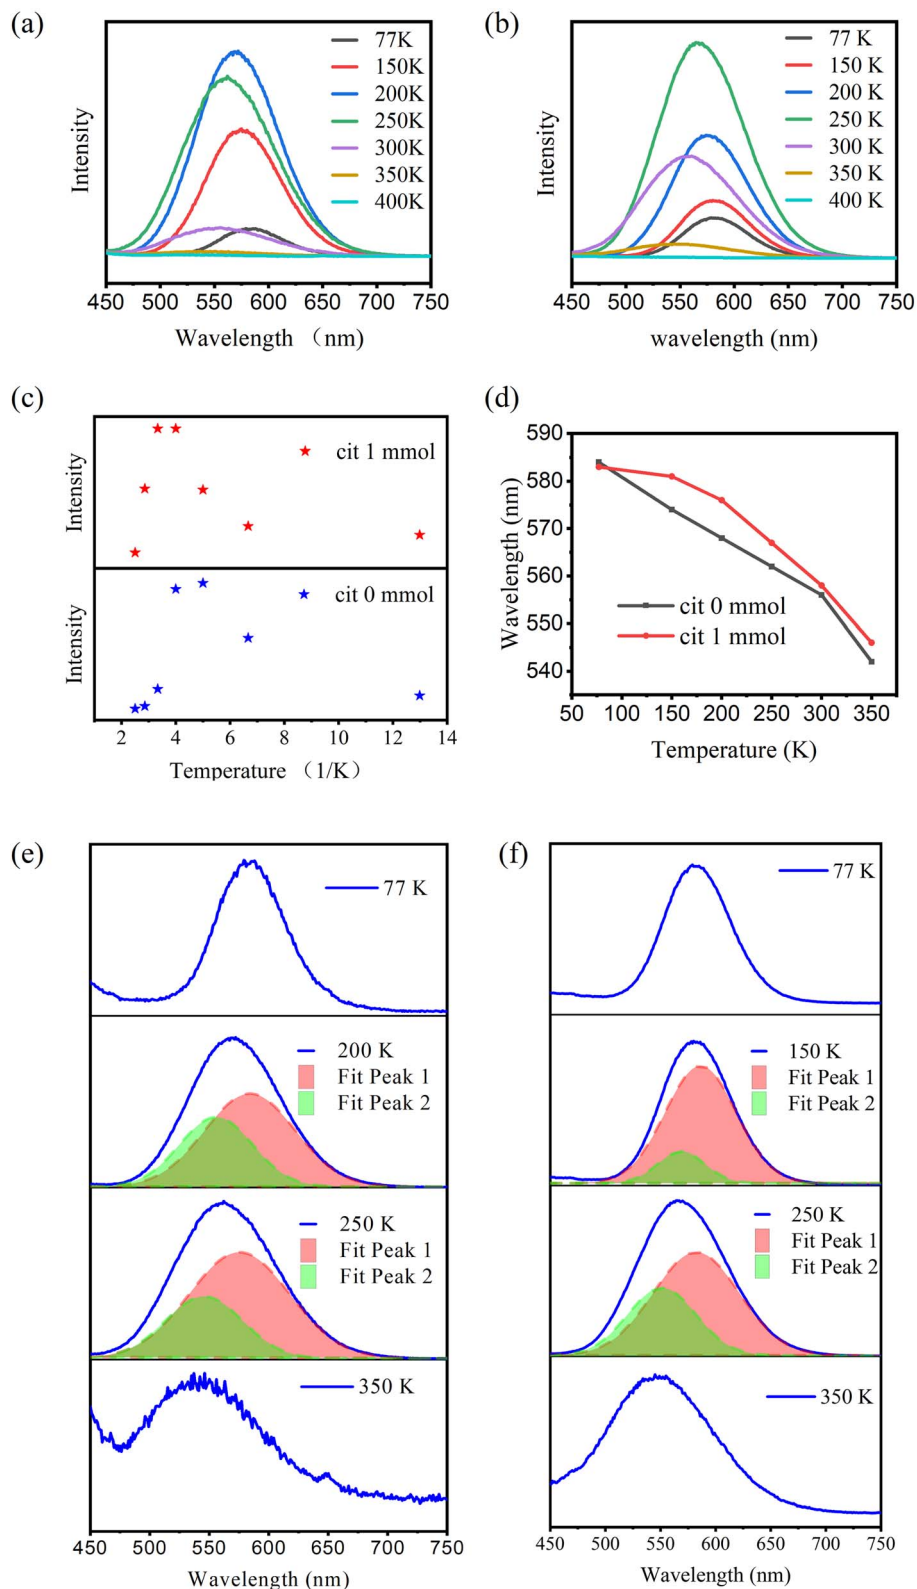 (a)
Intensity
77K
150K
200K
250K
300K
350K
400K
450 500 550 600 650 700 750
Wavelength （nm)
(b)
Intensity
77 K
150 K
200 K
250 K
300 K
350 K
400 K
450 500 550 600 650 700 750
wavelength (nm)
(c)
Intensity
cit 1 mmol
Intensity
cit 0 mmol
2 4 6 8 10 12 14
Temperature （1/K）
(d)
Wavelength (nm)
590
580
570
560
550
540
cit 0 mmol
cit 1 mmol
50 100 150 200 250 300 350
Temperature (K)
(e)
77 K
200 K
Fit Peak 1
Fit Peak 2
250 K
Fit Peak 1
Fit Peak 2
350 K
450 500 550 600 650 700 750
Wavelength (nm)
(f)
77 K
150 K
Fit Peak 1
Fit Peak 2
250 K
Fit Peak 1
Fit Peak 2
350 K
450 500 550 600 650 700 750
Wavelength (nm)